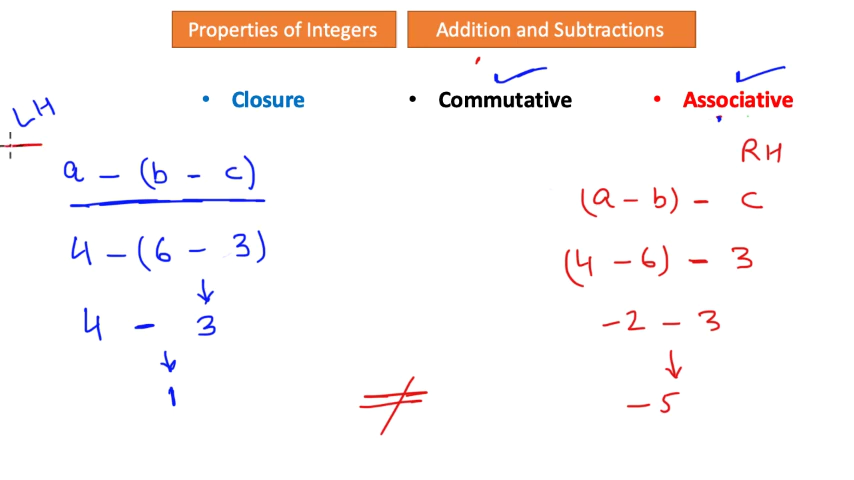 Properties of Integers
Addition and Subtractions
• Closure
• Commutative
• Associative
LH
a - (b - c)
4 - (6 - 3)
4 - 3
1
≠
RH
(a - b) - c
(4 - 6) - 3
-2 - 3
-5